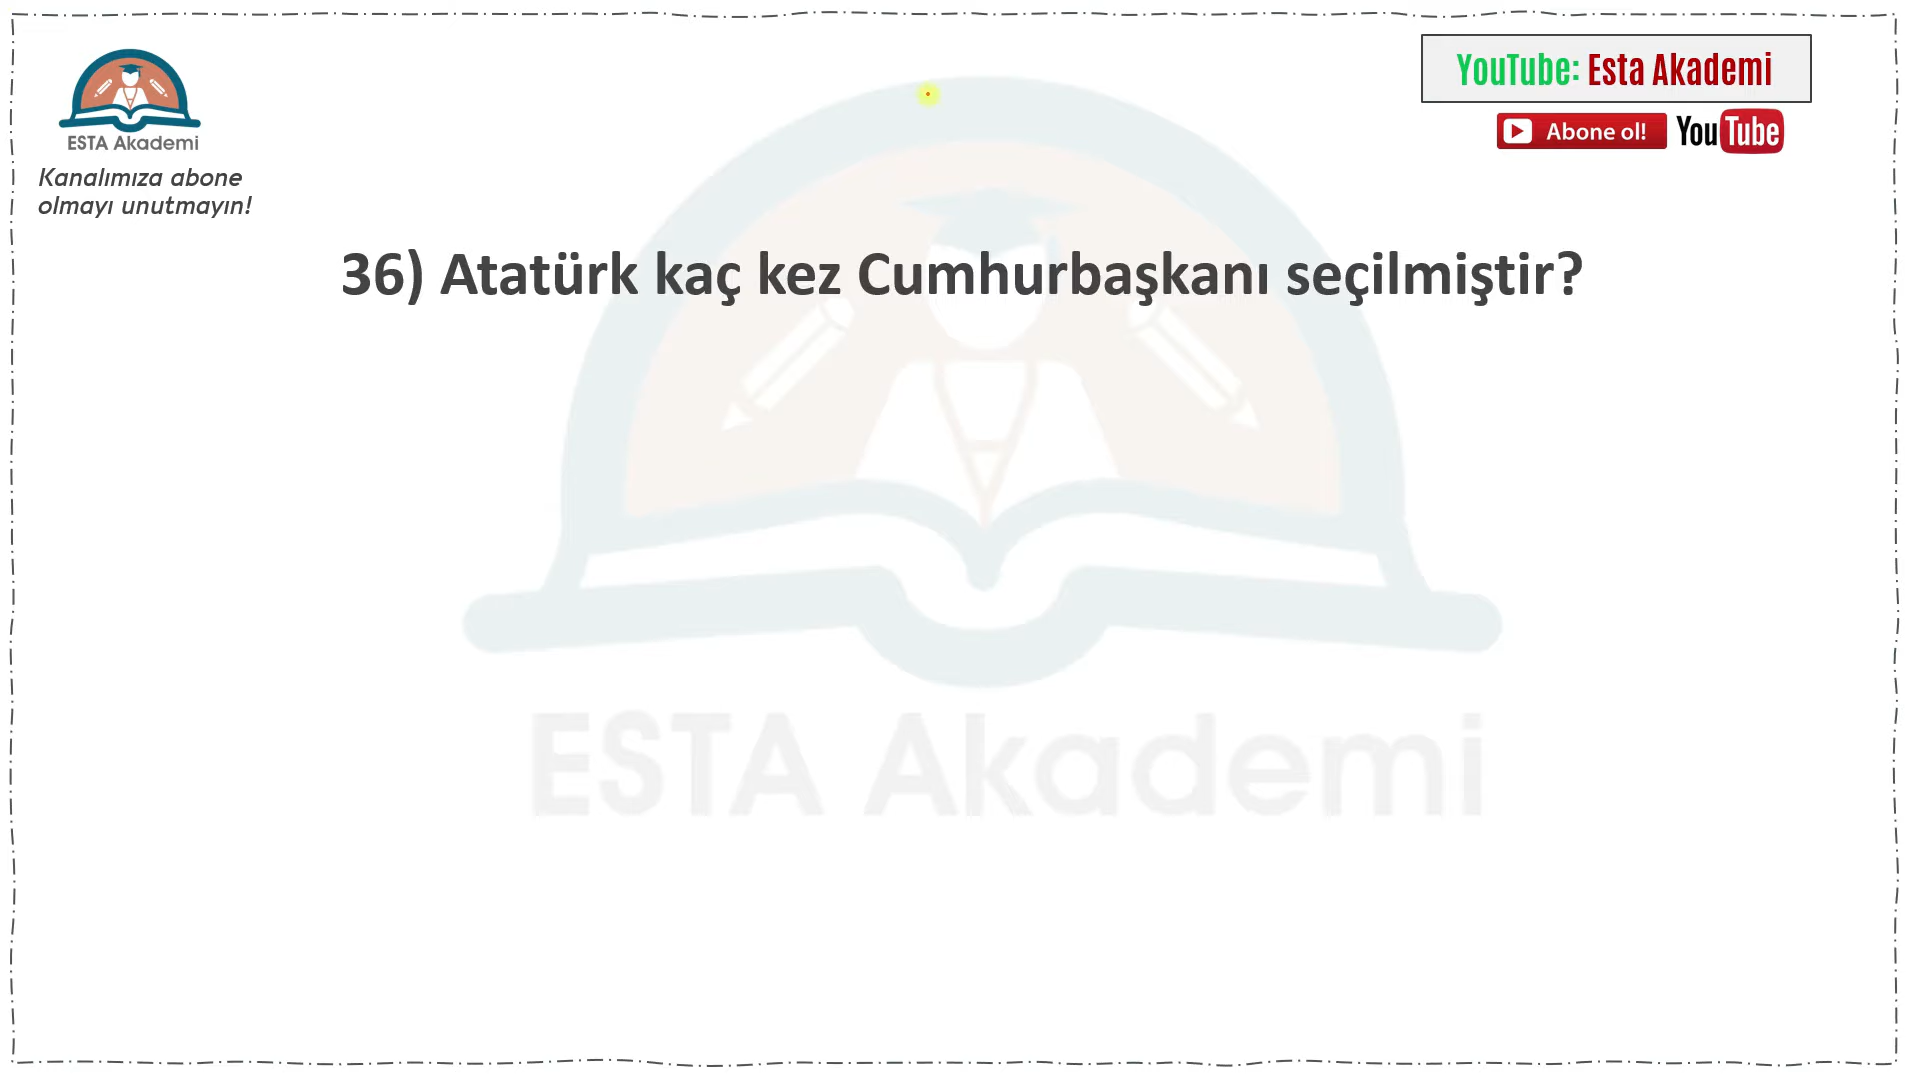 YouTube: Esta Akademi
Abone ol!
YouTube
ESTA Akademi
Kanalımıza abone
olmayı unutmayın!
36) Atatürk kaç kez Cumhurbaşkanı seçilmiştir?
ESTA Akademi